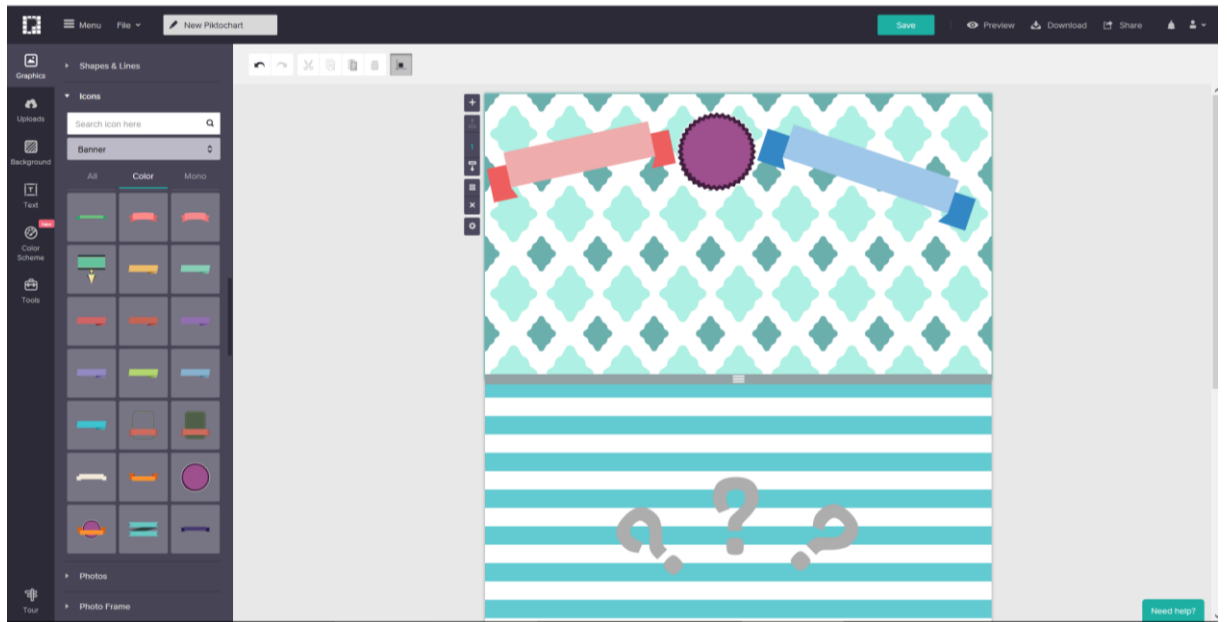 Menu File New Piktochart Save Preview Download Share
Graphics
Uploads
Background
Text
New
Color
Scheme
Tools
Tour
Shapes & Lines
Icons
Search icon here
Banner
All Color Mono
Photos
Photo Frame
1
? ? ?
Need help?